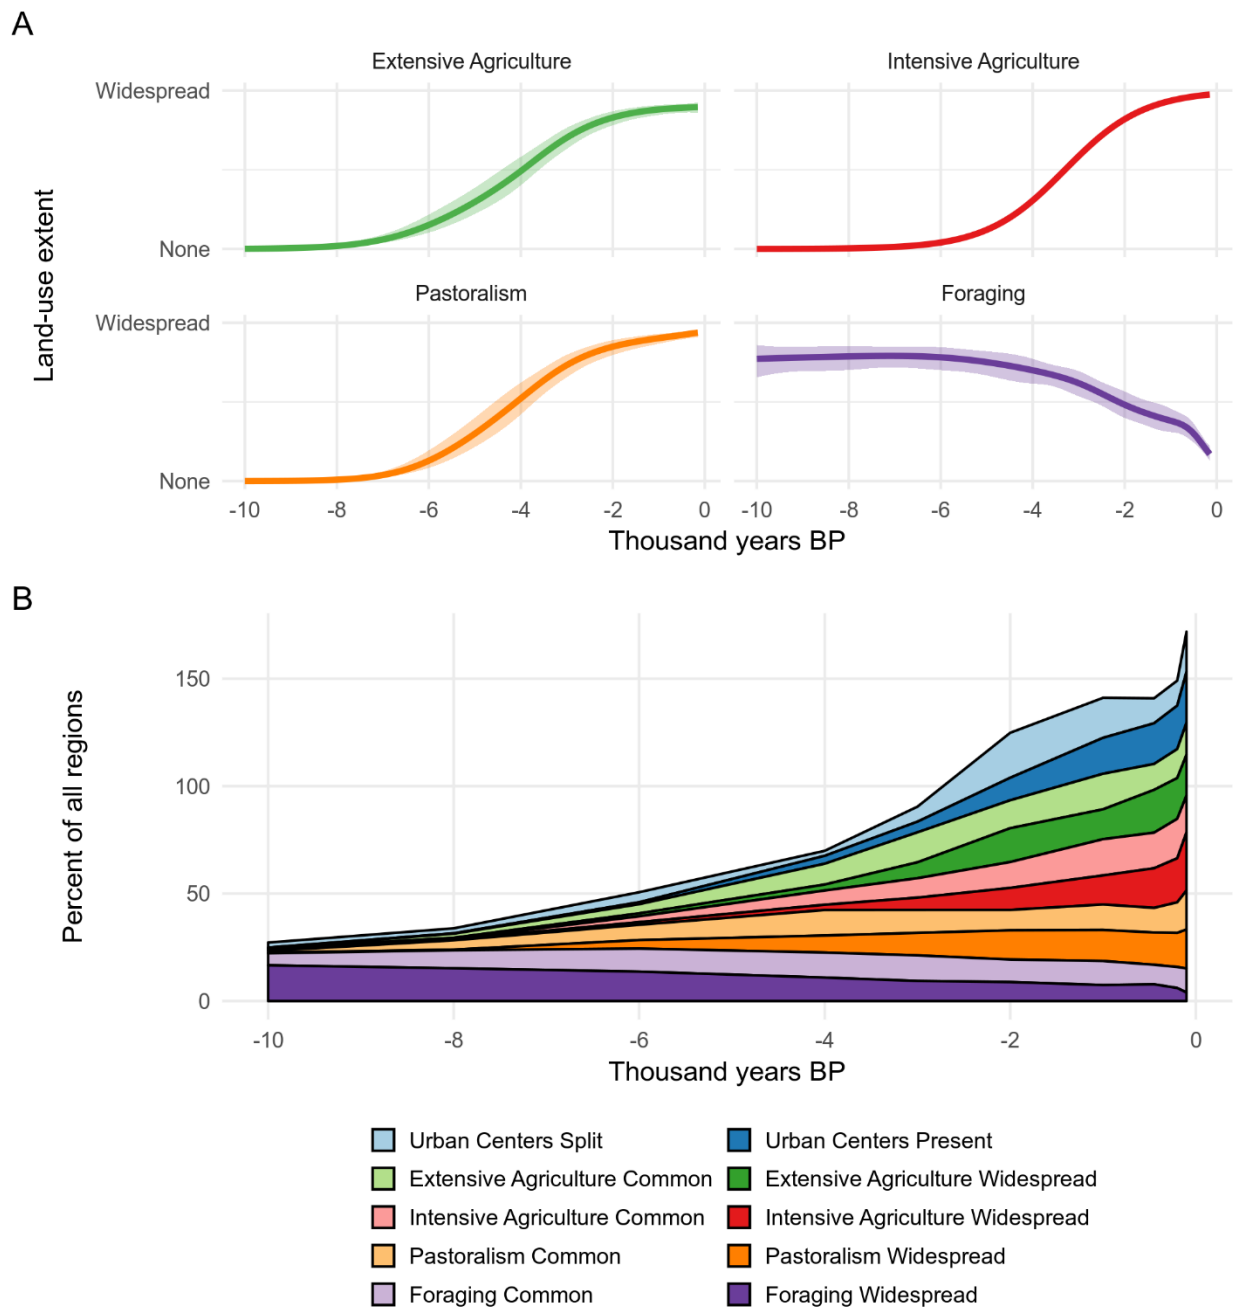 A
Extensive Agriculture
Intensive Agriculture
Widespread
None
Land-use extent
Pastoralism
Foraging
Widespread
None
-10 -8 -6 -4 -2 0
-10 -8 -6 -4 -2 0
Thousand years BP
B
150
100
50
0
Percent of all regions
-10 -8 -6 -4 -2 0
Thousand years BP
Urban Centers Split
Urban Centers Present
Extensive Agriculture Common
Extensive Agriculture Widespread
Intensive Agriculture Common
Intensive Agriculture Widespread
Pastoralism Common
Pastoralism Widespread
Foraging Common
Foraging Widespread